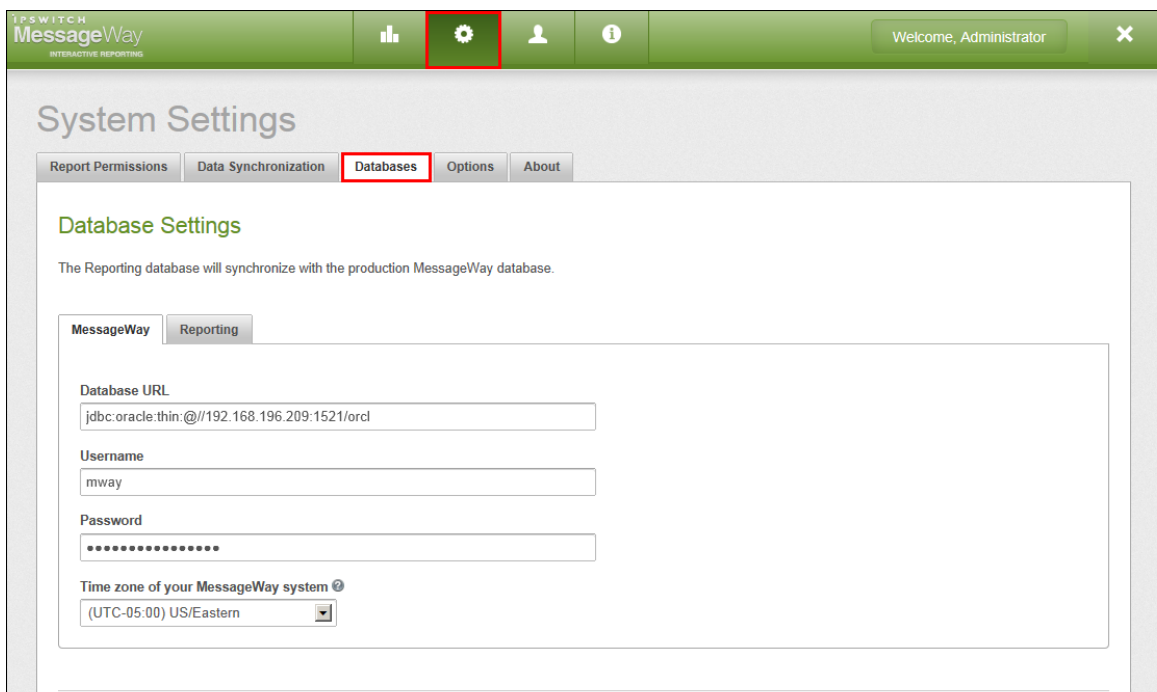 IPSWITCH
MessageWay
INTERACTIVE REPORTING
Welcome, Administrator
System Settings
Report Permissions Data Synchronization Databases Options About
Database Settings
The Reporting database will synchronize with the production MessageWay database.
MessageWay Reporting
Database URL
jdbc:oracle:thin:@//192.168.196.209:1521/orcl
Username
mway
Password
••••••••••••••••
Time zone of your MessageWay system
(UTC-05:00) US/Eastern